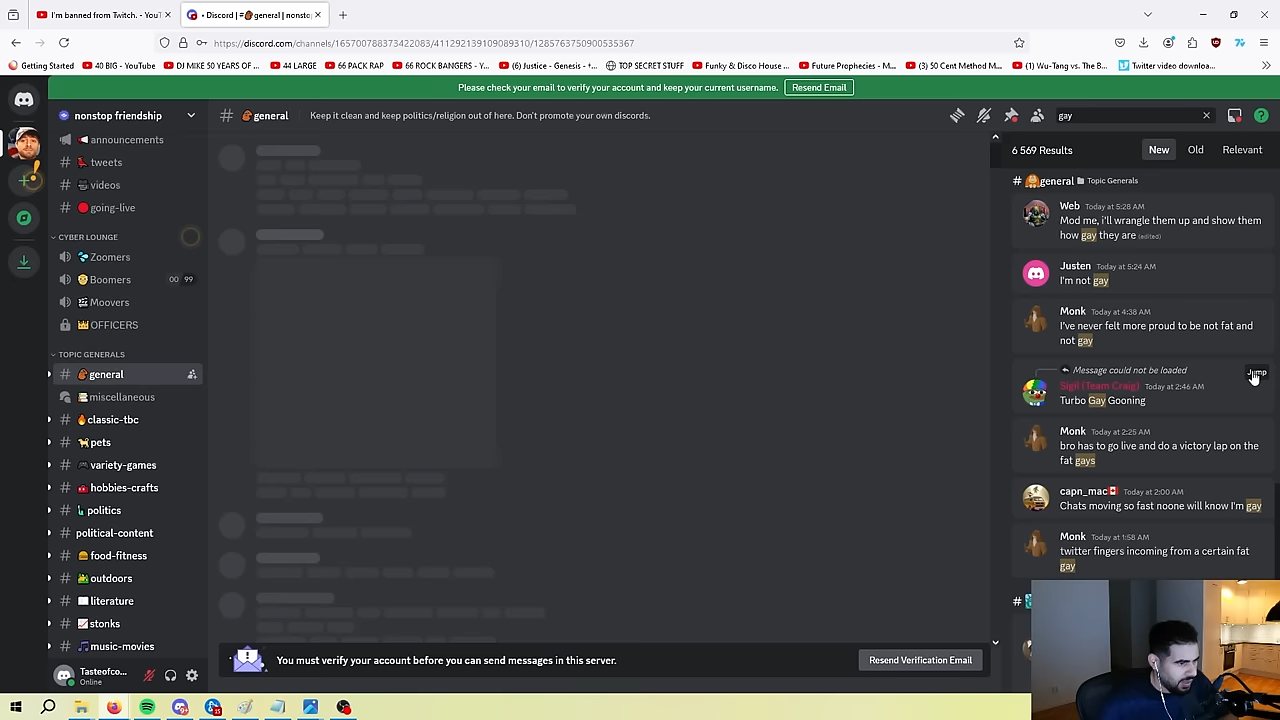 I'm banned from Twitch. - YouT
• Discord | #general | nonstop
https://discord.com/channels/165700788373422083/411292139109089310/1285763750900535367
Getting Started
40 BIG - YouTube
DJ MIKE 50 YEARS OF ...
44 LARGE
66 PACK RAP
66 ROCK BANGERS - Y...
(6) Justice - Genesis - +...
TOP SECRET STUFF
Funky & Disco House ...
Future Prophecies - M...
(3) 50 Cent Method M...
(1) Wu-Tang vs. The B...
Twitter video downloa...
Please check your email to verify your account and keep your current username.
Resend Email
nonstop friendship
# general
Keep it clean and keep politics/religion out of here. Don't promote your own discords.
gay
announcements
# tweets
# videos
# going-live
CYBER LOUNGE
Zoomers
Boomers
00 99
Moovers
OFFICERS
TOPIC GENERALS
# general
miscellaneous
# classic-tbc
# pets
# variety-games
# hobbies-crafts
# politics
political-content
# food-fitness
# outdoors
# literature
# stonks
# music-movies
Tasteofco...
Online
You must verify your account before you can send messages in this server.
Resend Verification Email
6 569 Results
New
Old
Relevant
# general Topic Generals
Web Today at 5:28 AM
Mod me, i'll wrangle them up and show them
how gay they are (edited)
Justen Today at 5:24 AM
I'm not gay
Monk Today at 4:38 AM
I've never felt more proud to be not fat and
not gay
Message could not be loaded
Jump
Sigil (Team Craig) Today at 2:46 AM
Turbo Gay Gooning
Monk Today at 2:25 AM
bro has to go live and do a victory lap on the
fat gays
capn_mac Today at 2:00 AM
Chats moving so fast noone will know I'm gay
Monk Today at 1:58 AM
twitter fingers incoming from a certain fat
gay
#